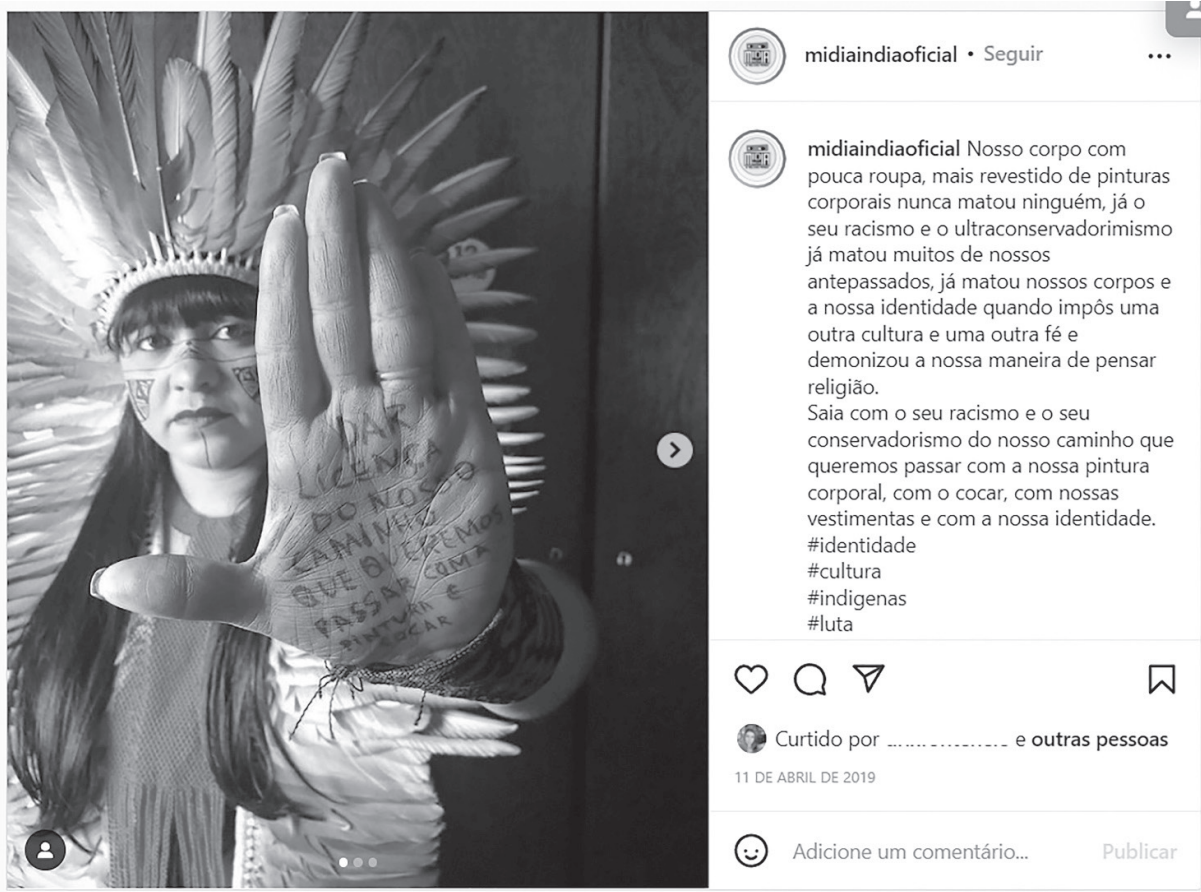 midiaindiaoficial • Seguir
midiaindiaoficial Nosso corpo com
pouca roupa, mais revestido de pinturas
corporais nunca matou ninguém, já o
seu racismo e o ultraconservadorimismo
já matou muitos de nossos
antepassados, já matou nossos corpos e
a nossa identidade quando impôs uma
outra cultura e uma outra fé e
demonizou a nossa maneira de pensar
religião.
Saia com o seu racismo e o seu
conservadorismo do nosso caminho que
queremos passar com a nossa pintura
corporal, com o cocar, com nossas
vestimentas e com a nossa identidade.
#identidade
#cultura
#indigenas
#luta
Curtido por e outras pessoas
11 DE ABRIL DE 2019
Adicione um comentário... Publicar
DAR
LICENÇA
DO NOSSO
CAMINHO
QUE QUEREMOS
PASSAR COM A
PINTURA E
COCAR